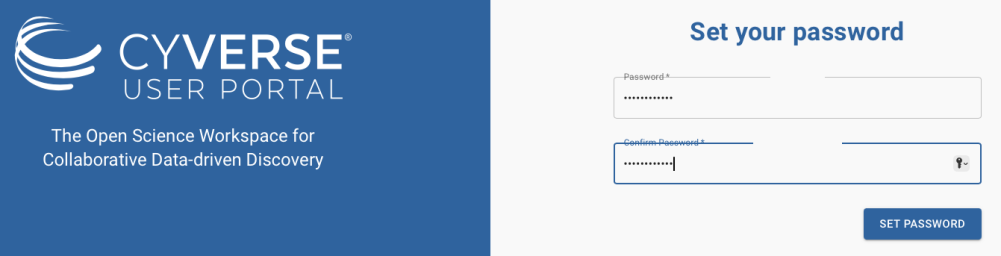 CYVERSE®
USER PORTAL
The Open Science Workspace for
Collaborative Data-driven Discovery
Set your password
Password *
••••••••••••
Confirm Password *
••••••••••••
SET PASSWORD